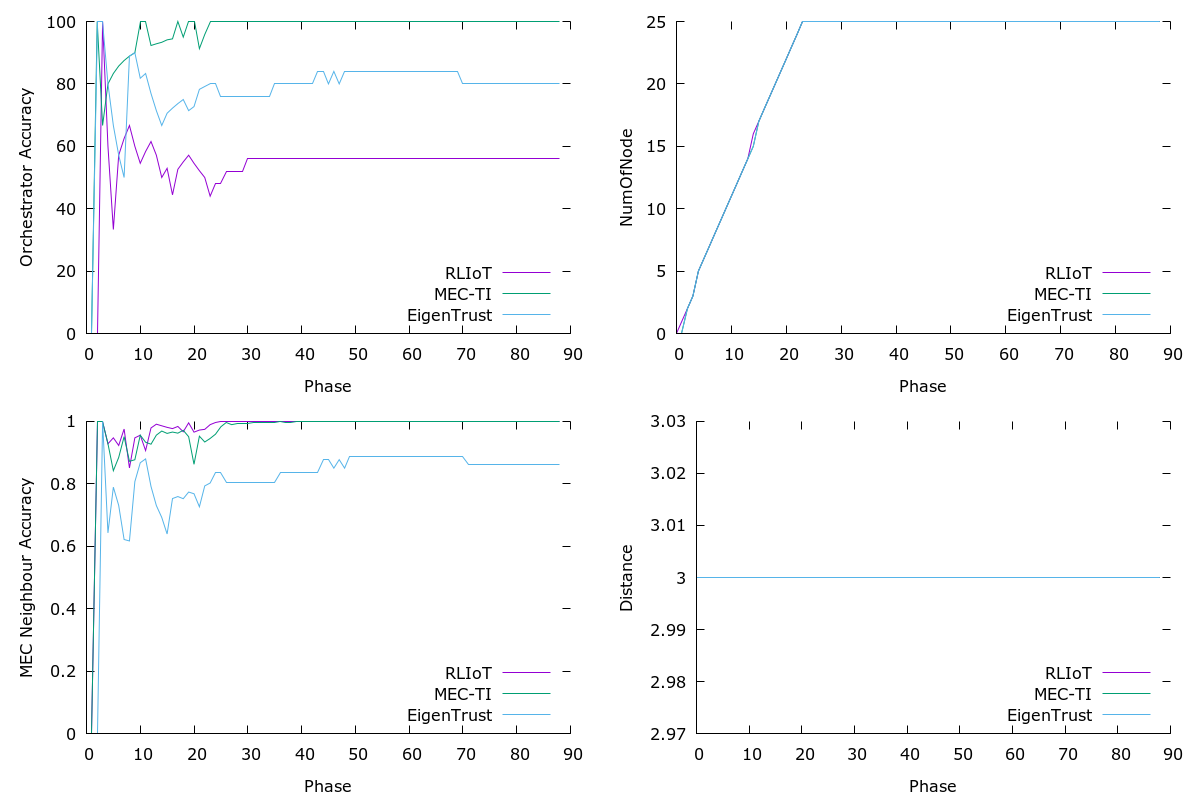 Orchestrator Accuracy
100
80
60
40
20
0
RLIoT
MEC-TI
EigenTrust
0 10 20 30 40 50 60 70 80 90
Phase
NumOfNode
25
20
15
10
5
0
RLIoT
MEC-TI
EigenTrust
0 10 20 30 40 50 60 70 80 90
Phase
MEC Neighbour Accuracy
1
0.8
0.6
0.4
0.2
0
RLIoT
MEC-TI
EigenTrust
0 10 20 30 40 50 60 70 80 90
Phase
Distance
3.03
3.02
3.01
3
2.99
2.98
2.97
RLIoT
MEC-TI
EigenTrust
0 10 20 30 40 50 60 70 80 90
Phase